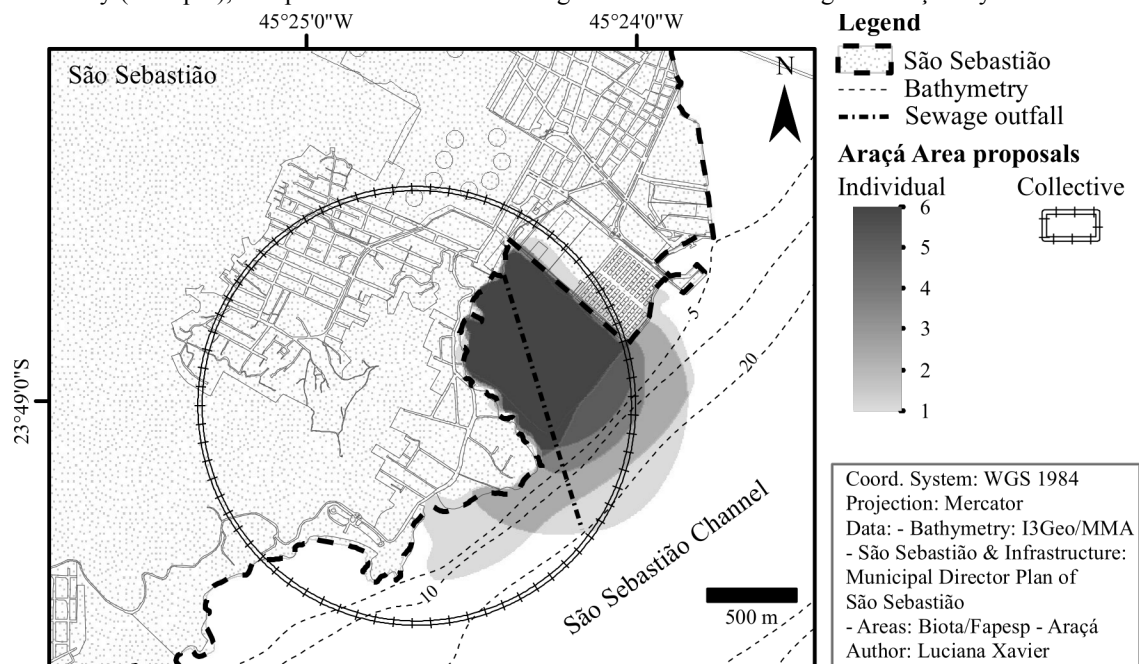 45°25'0"W
45°24'0"W
São Sebastião
N
23°49'0"S
5
20
10
São Sebastião Channel
500 m
Legend
São Sebastião
Bathymetry
Sewage outfall
Araçá Area proposals
Individual
Collective
6
5
4
3
2
1
Coord. System: WGS 1984
Projection: Mercator
Data: - Bathymetry: I3Geo/MMA
- São Sebastião & Infrastructure:
Municipal Director Plan of
São Sebastião
- Areas: Biota/Fapesp - Araçá
Author: Luciana Xavier